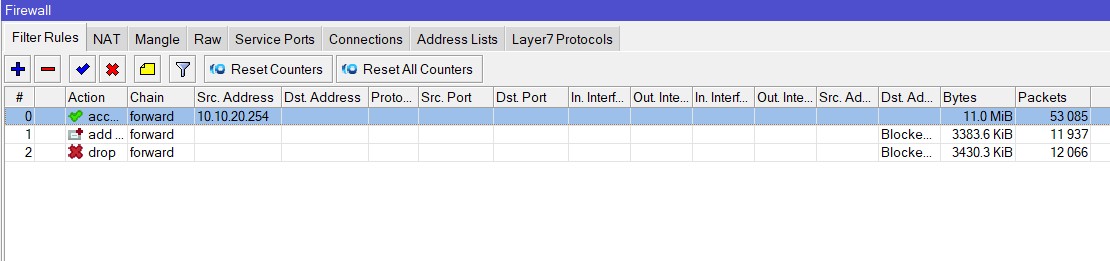 Firewall
Filter Rules NAT Mangle Raw Service Ports Connections Address Lists Layer7 Protocols
Reset Counters Reset All Counters
# Action Chain Src. Address Dst. Address Proto... Src. Port Dst. Port In. Interf... Out. Inte... In. Interf... Out. Inte... Src. Ad... Dst. Ad... Bytes Packets
0 acc... forward 10.10.20.254 11.0 MiB 53 085
1 add ... forward Blocke... 3383.6 KiB 11 937
2 drop forward Blocke... 3430.3 KiB 12 066